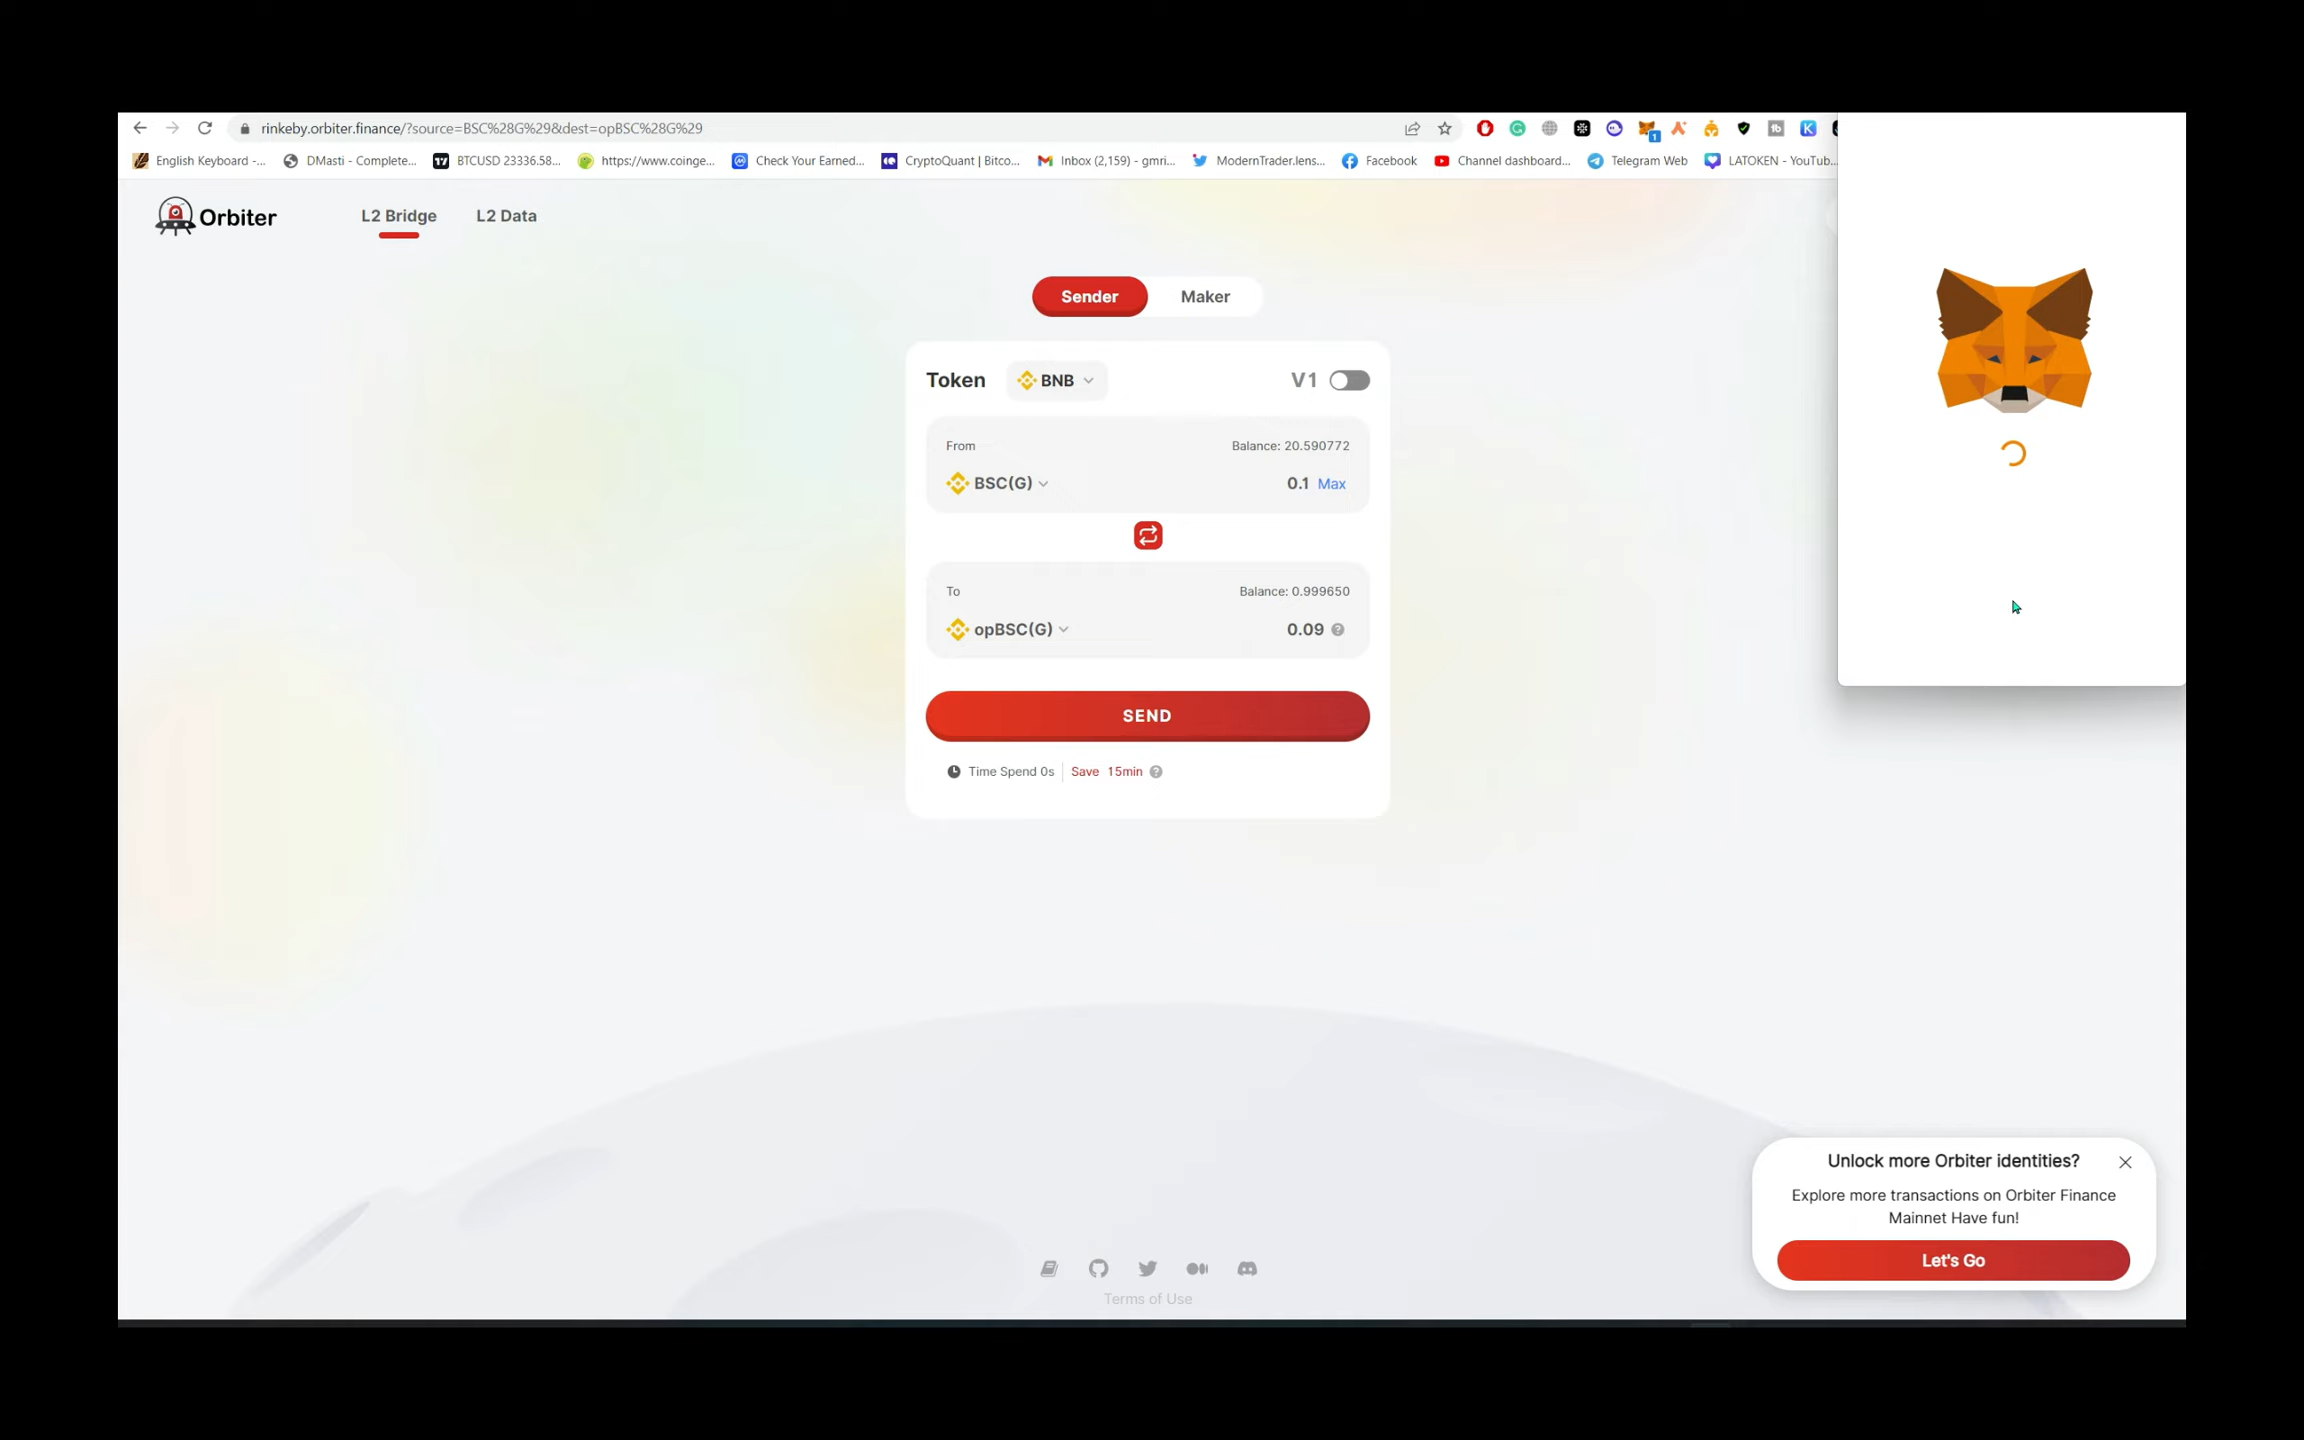 rinkeby.orbiter.finance/?source=BSC%28G%29&dest=opBSC%28G%29
1
English Keyboard -...
DMasti - Complete...
BTCUSD 23336.58...
https://www.coinge...
Check Your Earned...
CryptoQuant | Bitco...
Inbox (2,159) - gmri...
ModernTrader.lens...
Facebook
Channel dashboard...
Telegram Web
LATOKEN - YouTub...
Orbiter
L2 Bridge
L2 Data
Sender
Maker
Token
BNB
V1
From
Balance: 20.590772
BSC(G)
0.1 Max
To
Balance: 0.999650
opBSC(G)
0.09
SEND
Time Spend 0s
Save 15min
Unlock more Orbiter identities?
Explore more transactions on Orbiter Finance
Mainnet Have fun!
Let's Go
Terms of Use